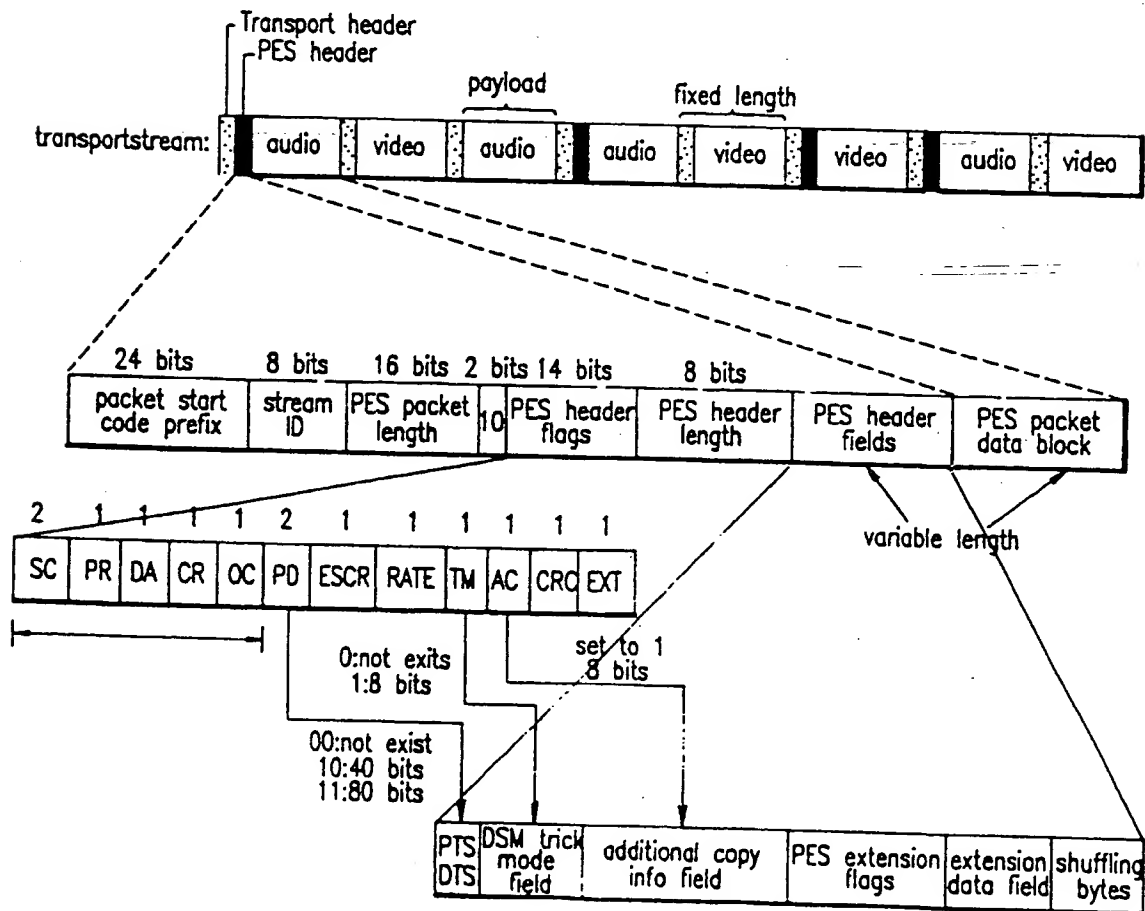 Transport header
PES header
payload
fixed length
transportstream:
audio
video
audio
audio
video
video
audio
video
24 bits
8 bits
16 bits
2 bits
14 bits
8 bits
packet start
code prefix
stream
ID
PES packet
length
10
PES header
flags
PES header
length
PES header
fields
PES packet
data block
variable length
2 1 1 1 1 2 1 1 1 1 1 1
SC PR DA CR OC PD ESCR RATE TM AC CRC EXT
0:not exits
1:8 bits
set to 1
8 bits
00:not exist
10:40 bits
11:80 bits
PTS
DTS
DSM trick
mode
field
additional copy
info field
PES extension
flags
extension
data field
shuffling
bytes